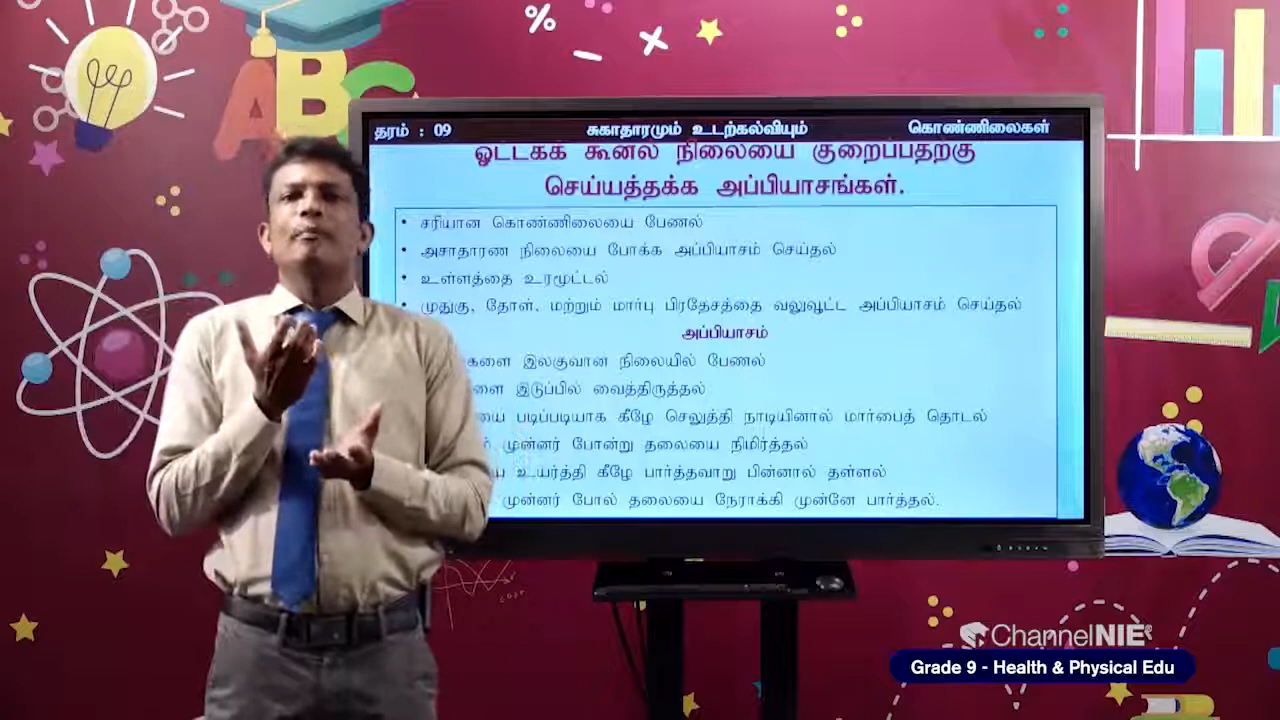 ABC
தரம் : 09 சுகாதாரமும் உடற்கல்வியும் கொண்ணிலைகள்
ஓட்டகக் கூனல் நிலையை குறைப்பதற்கு
செய்யத்தக்க அப்பியாசங்கள்.
• சரியான கொண்ணிலையை பேணல்
• அசாதாரண நிலையை போக்க அப்பியாசம் செய்தல்
• உள்ளத்தை உரமூட்டல்
• முதுகு, தோள், மற்றும் மார்பு பிரதேசத்தை வலுவூட்ட அப்பியாசம் செய்தல்
அப்பியாசம்
இலகுவான நிலையில் பேணல்
இடுப்பில் வைத்திருத்தல்
படிப்படியாக கீழே செலுத்தி நாடியினால் மார்பைத் தொடல்
முன்னர் போன்று தலையை நிமிர்த்தல்
உயர்த்தி கீழே பார்த்தவாறு பின்னால் தள்ளல்
முன்னர் போல் தலையை நேராக்கி முன்னே பார்த்தல்.
ChannelNIE
Grade 9 - Health & Physical Edu